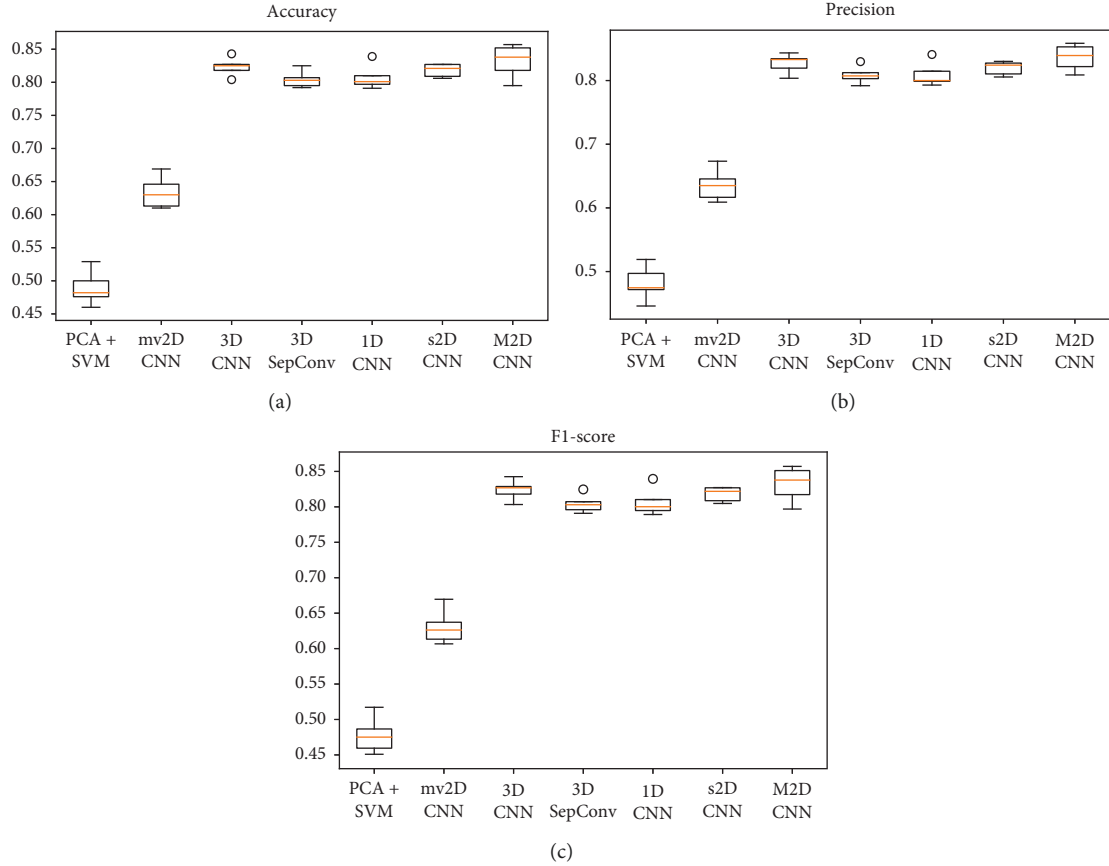 Accuracy
0.85
0.80
0.75
0.70
0.65
0.60
0.55
0.50
0.45
PCA + mv2D 3D 3D 1D s2D M2D
SVM CNN CNN SepConv CNN CNN CNN
(a)
Precision
0.8
0.7
0.6
0.5
PCA + mv2D 3D 3D 1D s2D M2D
SVM CNN CNN SepConv CNN CNN CNN
(b)
F1-score
0.85
0.80
0.75
0.70
0.65
0.60
0.55
0.50
0.45
PCA + mv2D 3D 3D 1D s2D M2D
SVM CNN CNN SepConv CNN CNN CNN
(c)